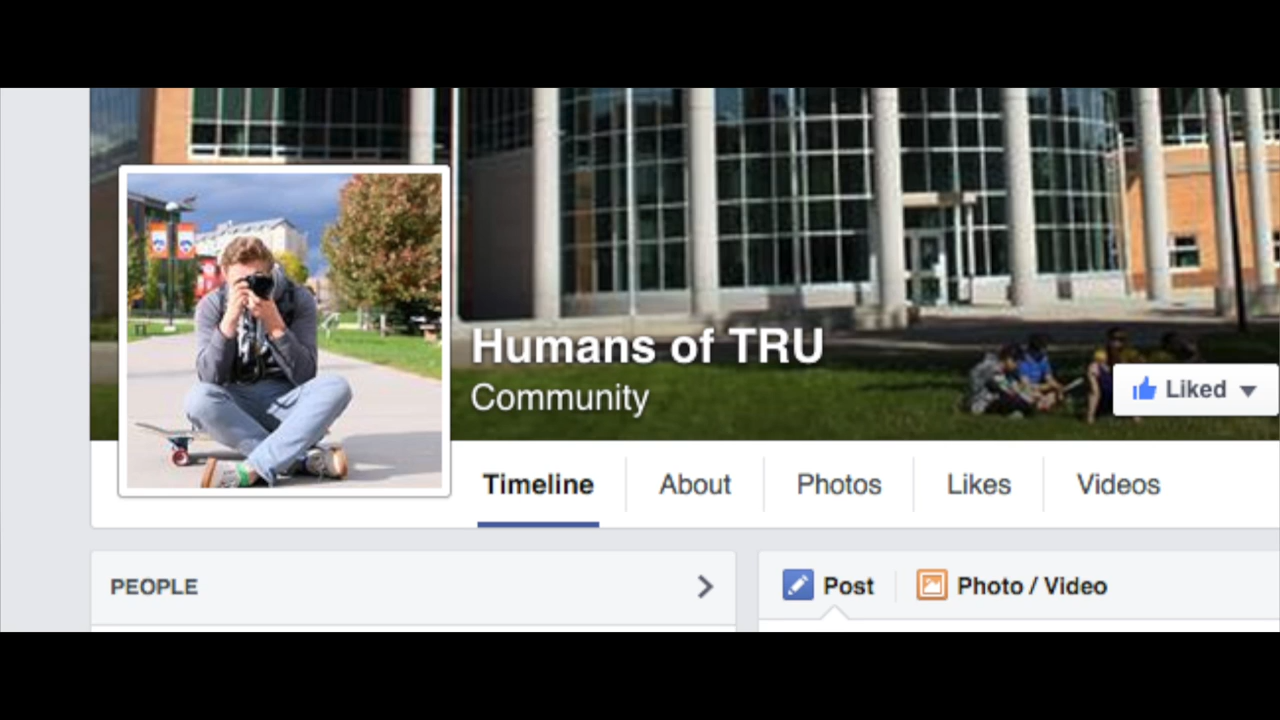 Humans of TRU
Community
Liked
Timeline About Photos Likes Videos
PEOPLE
Post Photo / Video